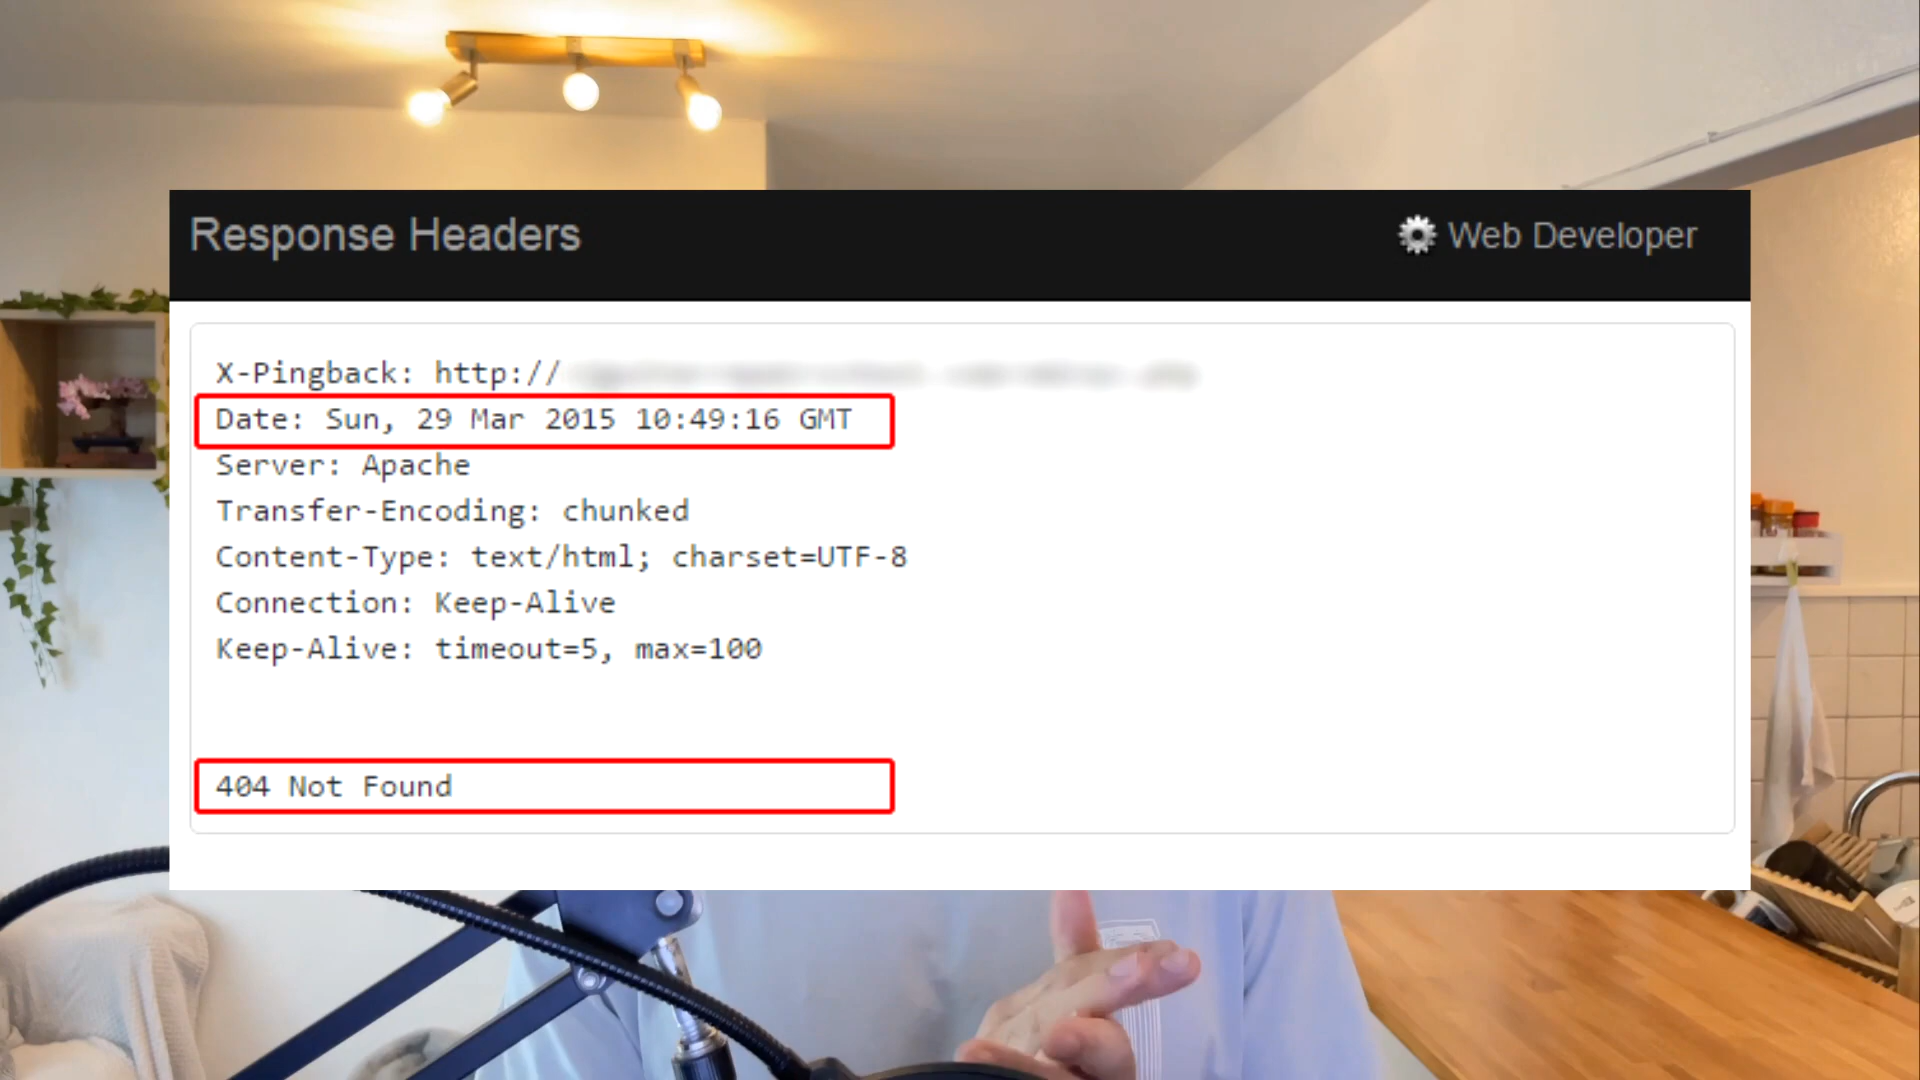 Response Headers
Web Developer
X-Pingback: http://
Date: Sun, 29 Mar 2015 10:49:16 GMT
Server: Apache
Transfer-Encoding: chunked
Content-Type: text/html; charset=UTF-8
Connection: Keep-Alive
Keep-Alive: timeout=5, max=100
404 Not Found